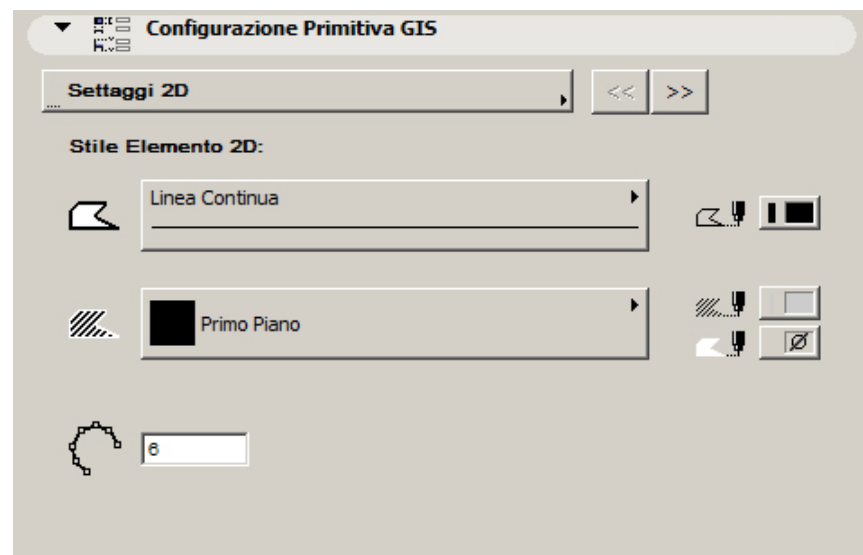 Configurazione Primitiva GIS
Settaggi 2D
<< >>
Stile Elemento 2D:
Linea Continua
Primo Piano
6